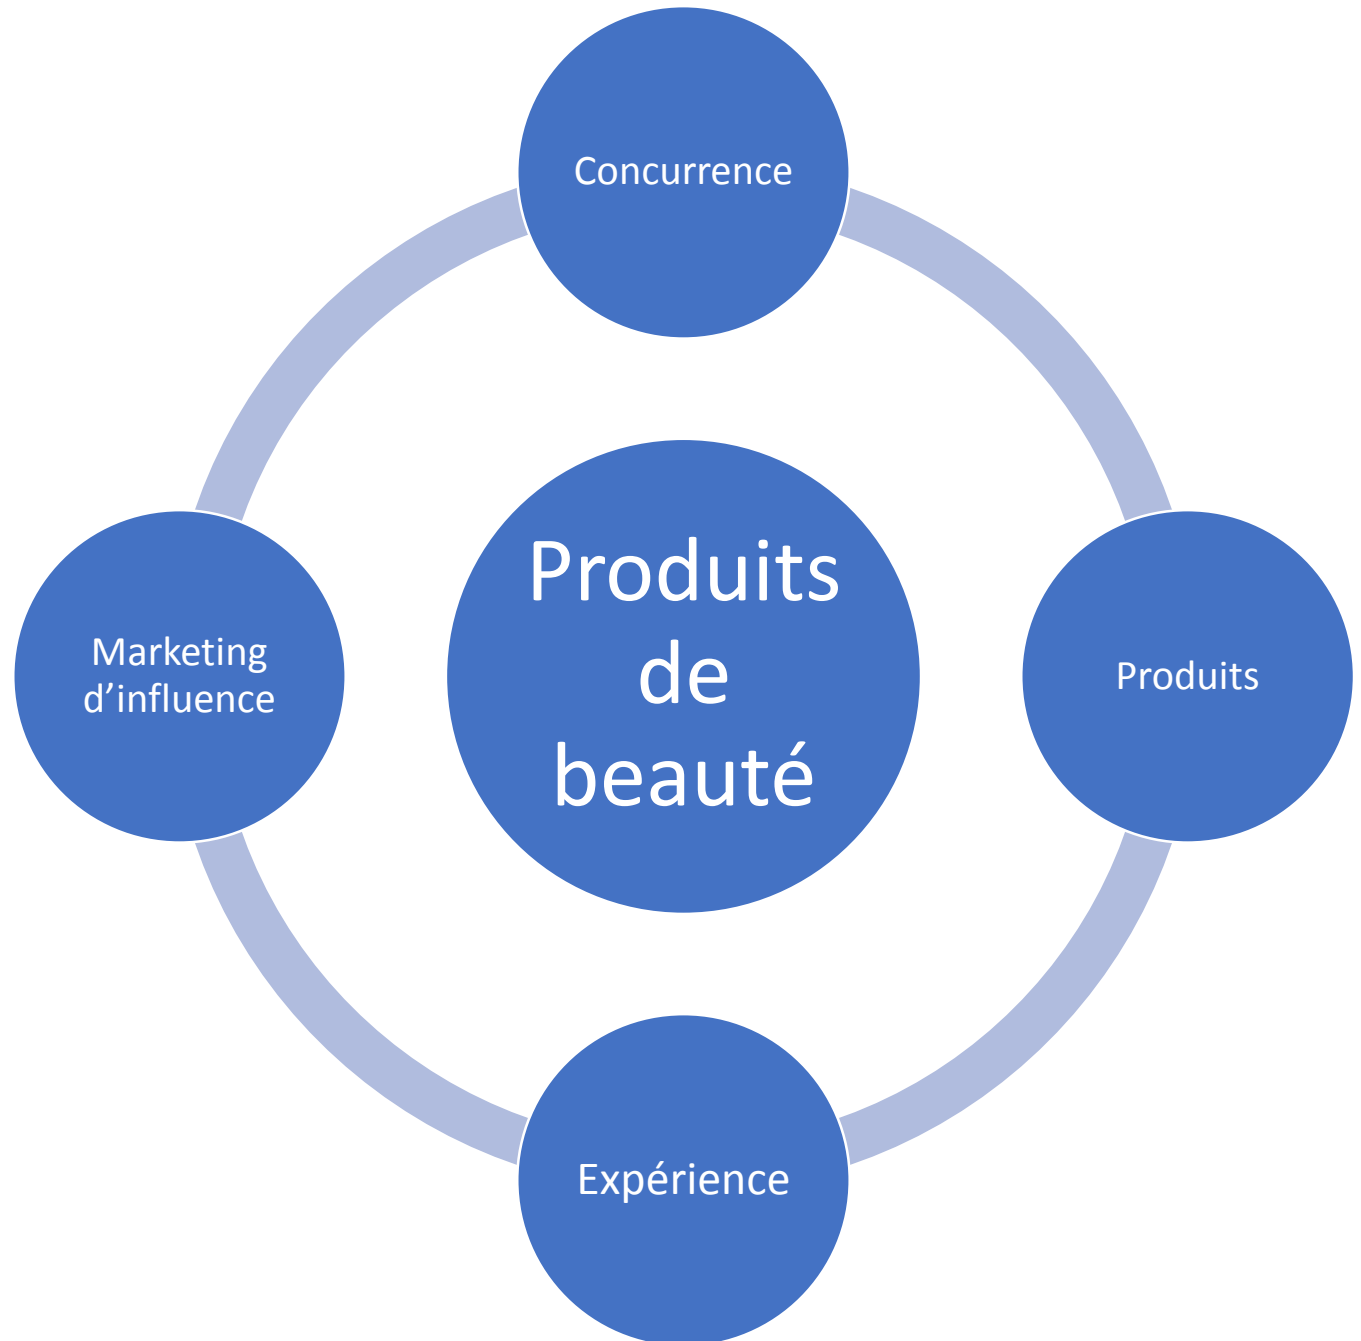 Concurrence
Produits
de
beauté
Marketing
d’influence
Produits
Expérience